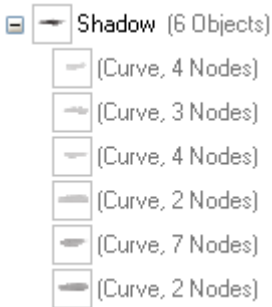 Shadow (6 Objects)
(Curve, 4 Nodes)
(Curve, 3 Nodes)
(Curve, 4 Nodes)
(Curve, 2 Nodes)
(Curve, 7 Nodes)
(Curve, 2 Nodes)